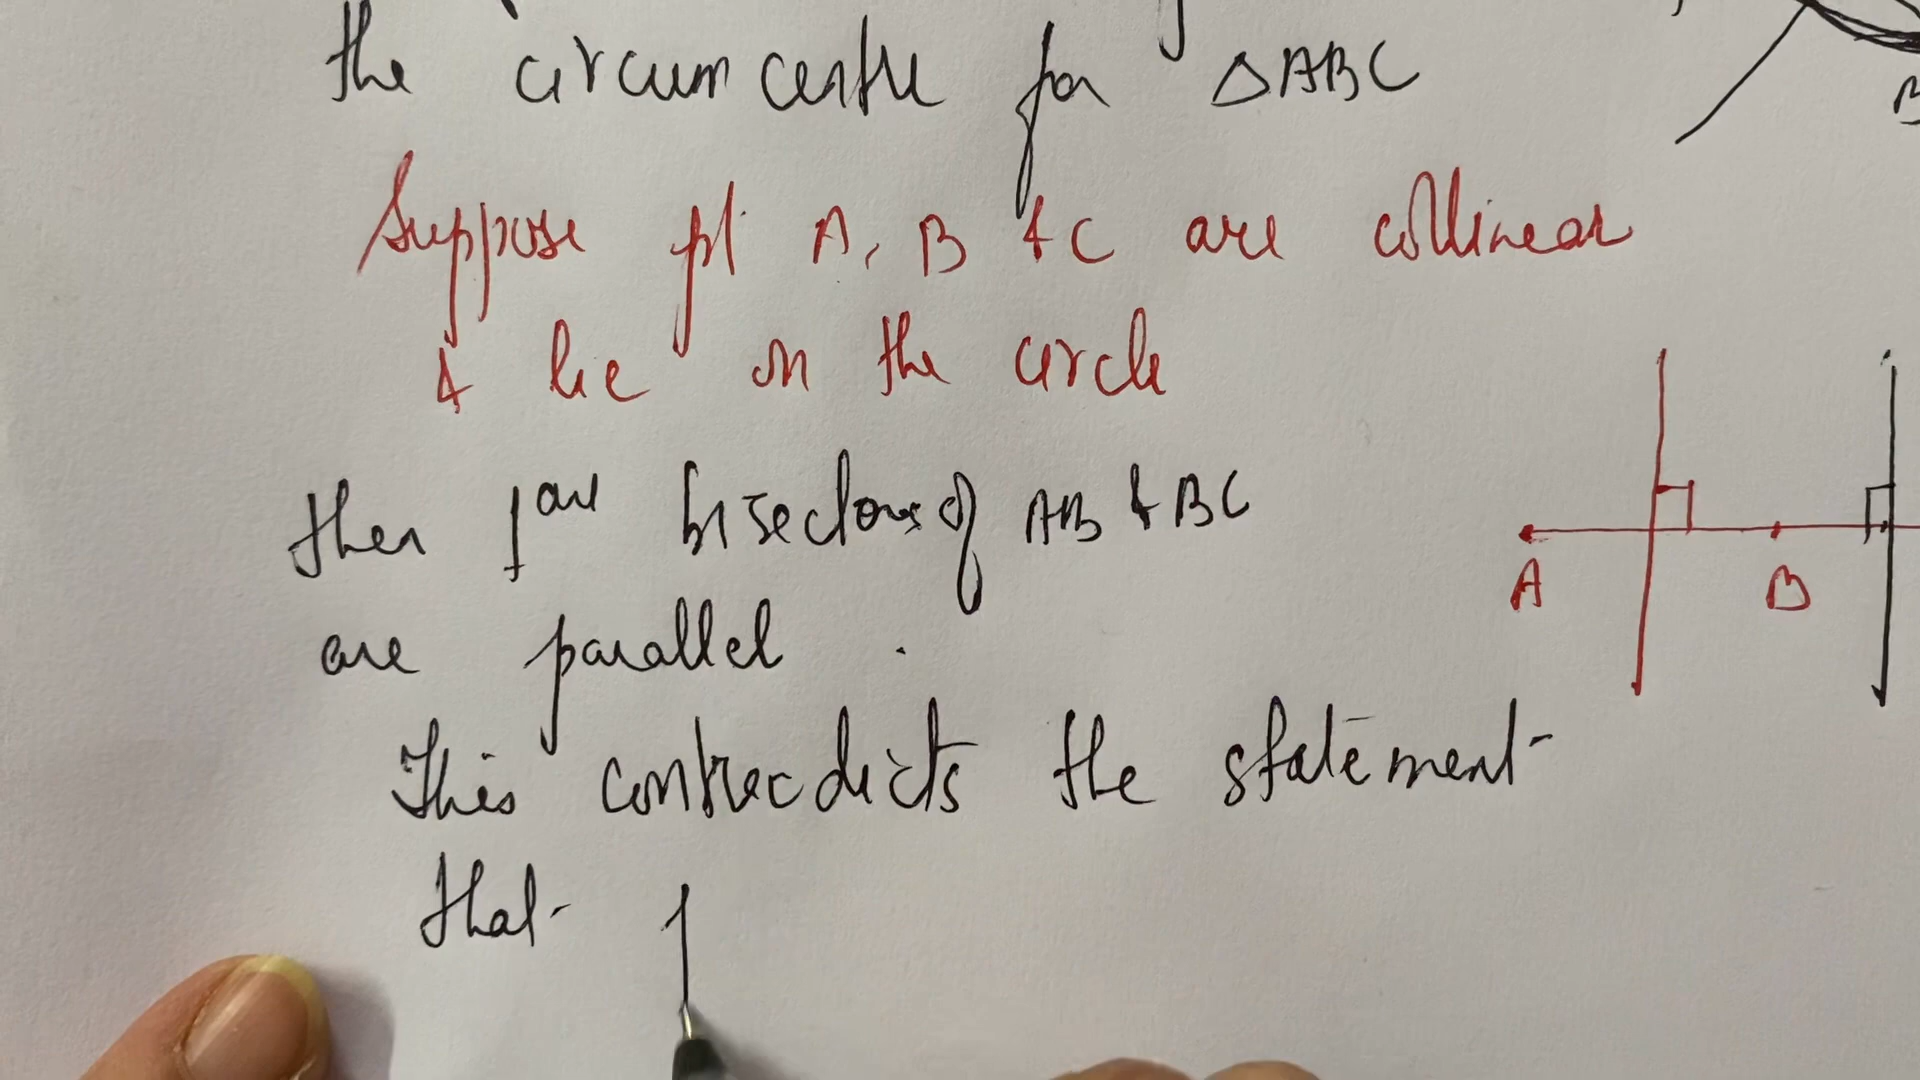 the circumcentre for △ABC
Suppose pt A, B & C are collinear
& lie on the circle
then ⊥ar bisectors of AB & BC
are parallel.
This contradicts the statement
that
A
B
B